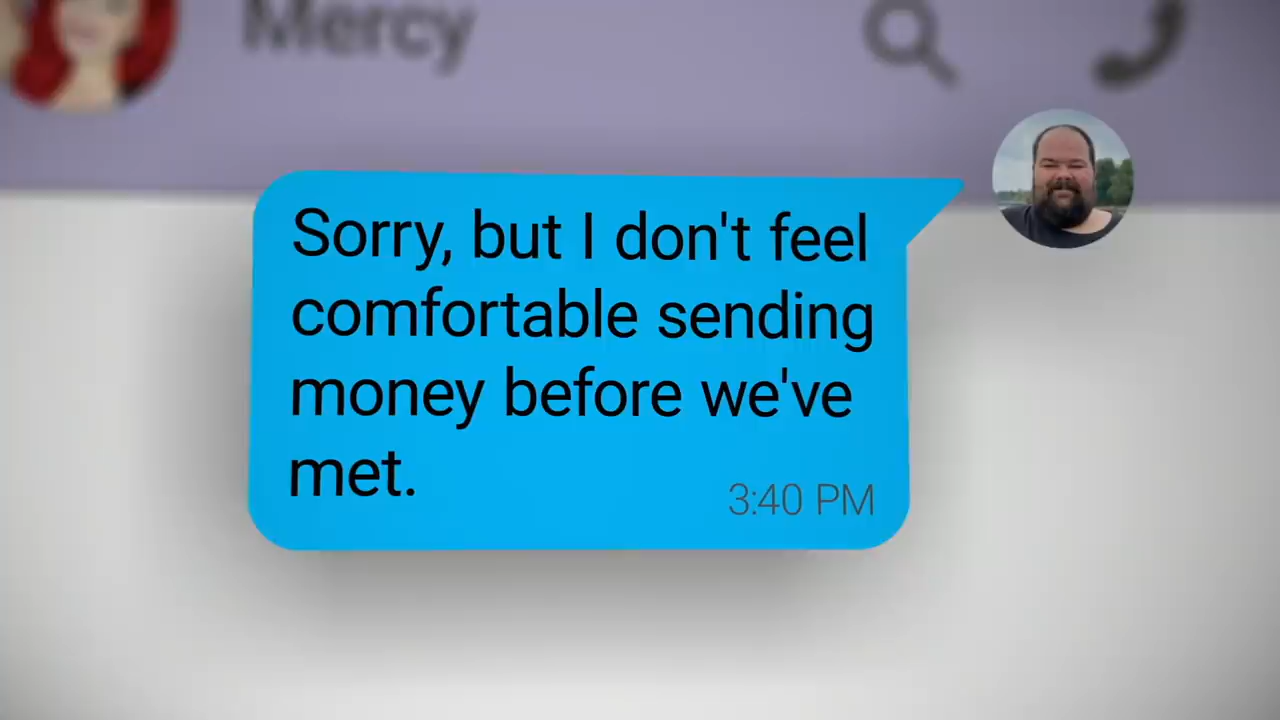 Mercy
Sorry, but I don't feel
comfortable sending
money before we've
met.
3:40 PM